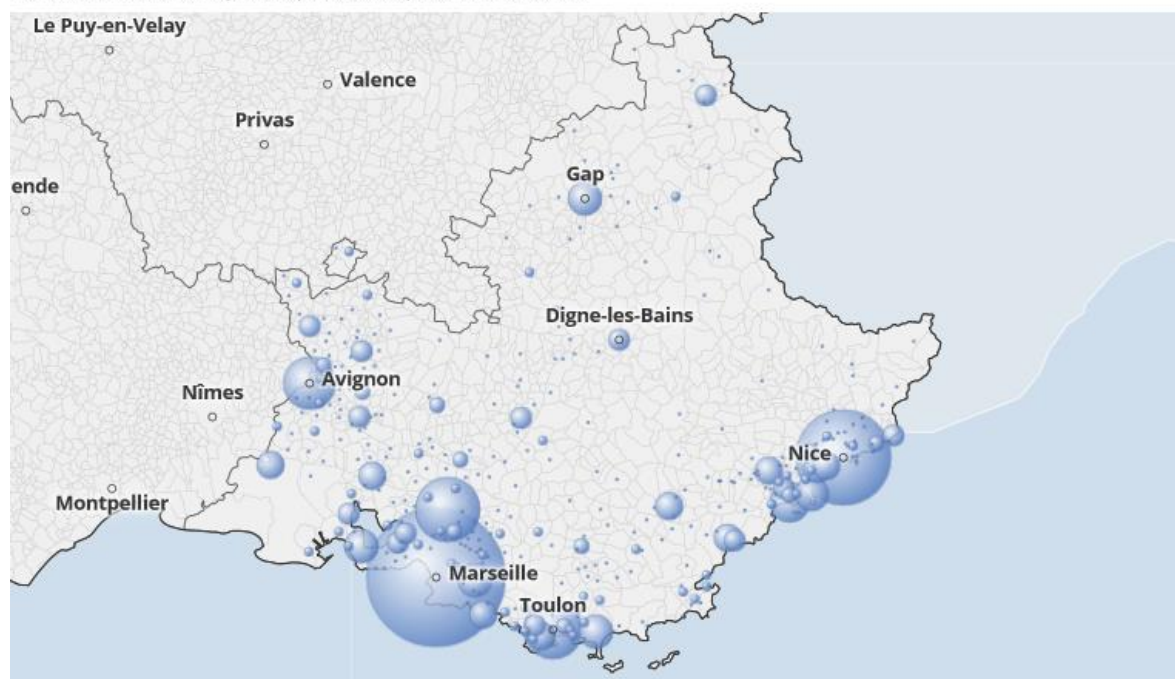 Le Puy-en-Velay
Valence
Privas
Gap
ende
Digne-les-Bains
Avignon
Nîmes
Nice
Montpellier
Marseille
Toulon